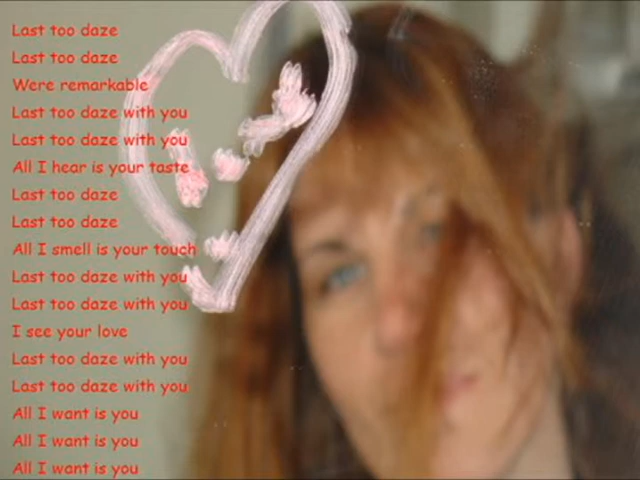 Last too daze
Last too daze
Were remarkable
Last too daze with you
Last too daze with you
All I hear is your taste
Last too daze
Last too daze
All I smell is your touch
Last too daze with you
Last too daze with you
I see your love
Last too daze with you
Last too daze with you
All I want is you
All I want is you
All I want is you